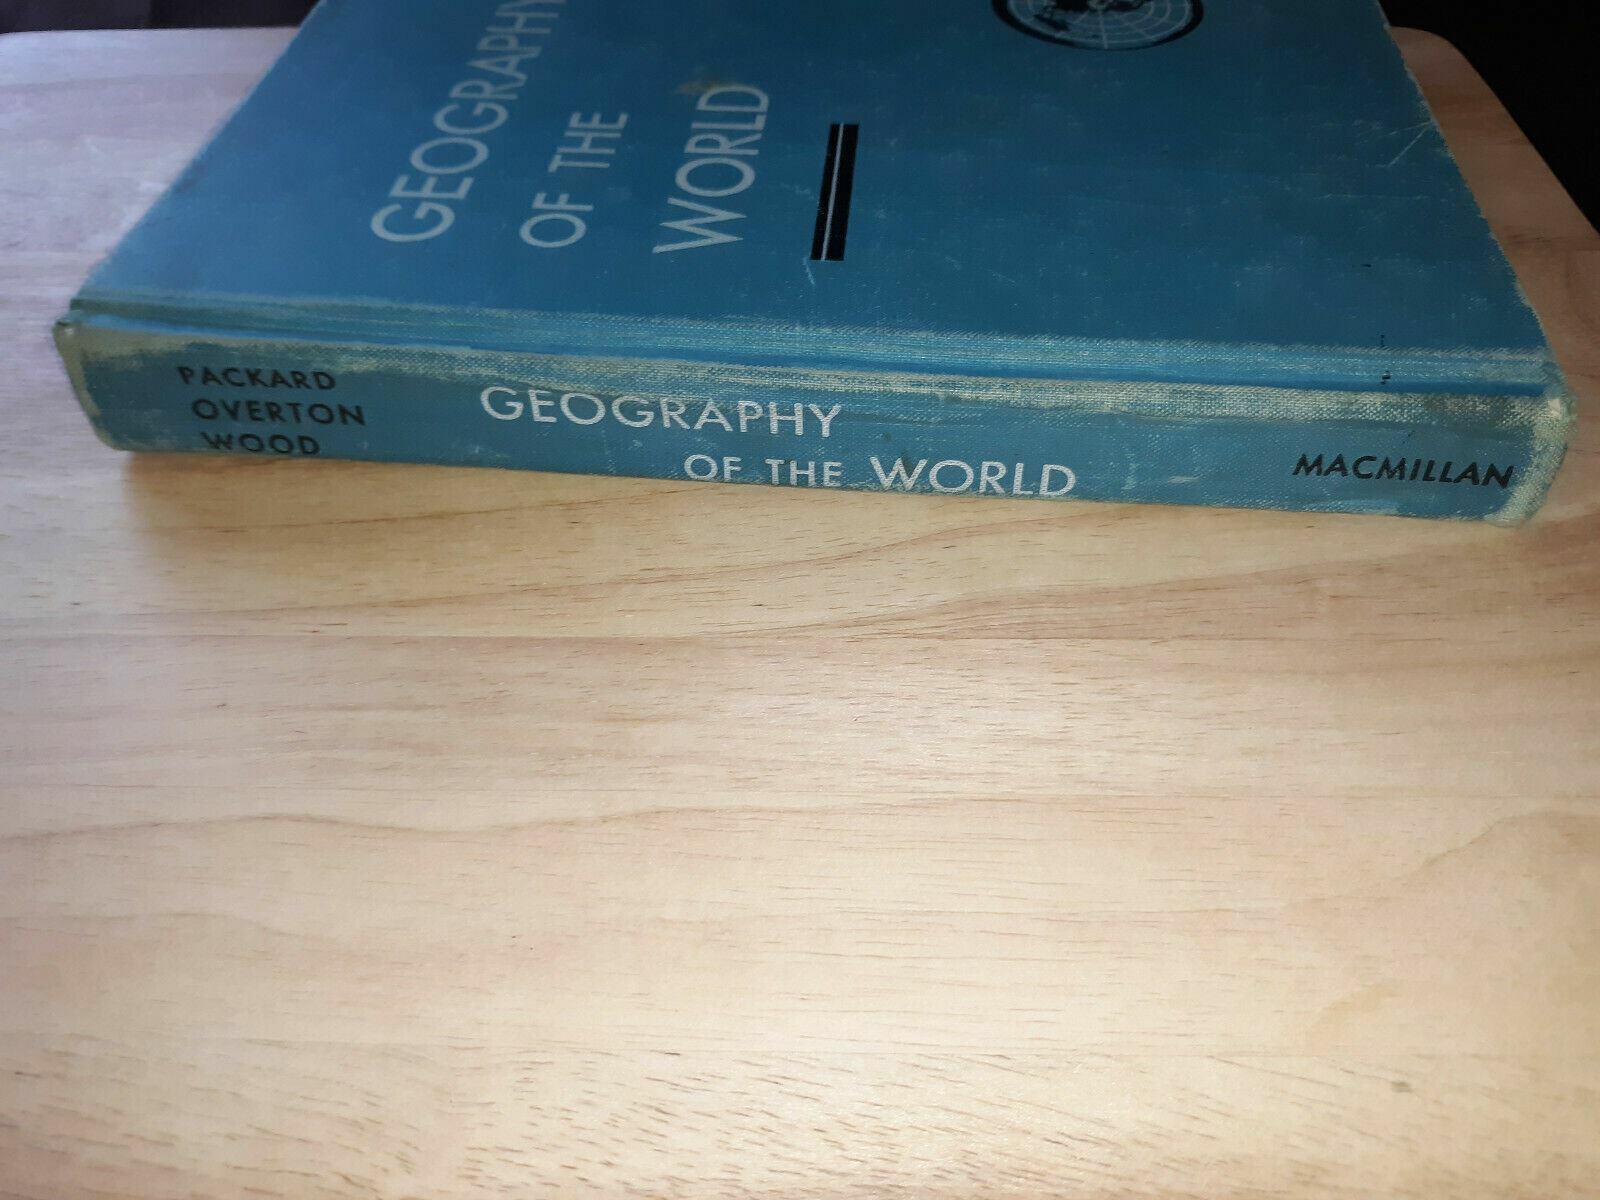 GEOGRAPHY
OF THE
WORLD
PACKARD
OVERTON
WOOD
GEOGRAPHY
OF THE WORLD
MACMILLAN